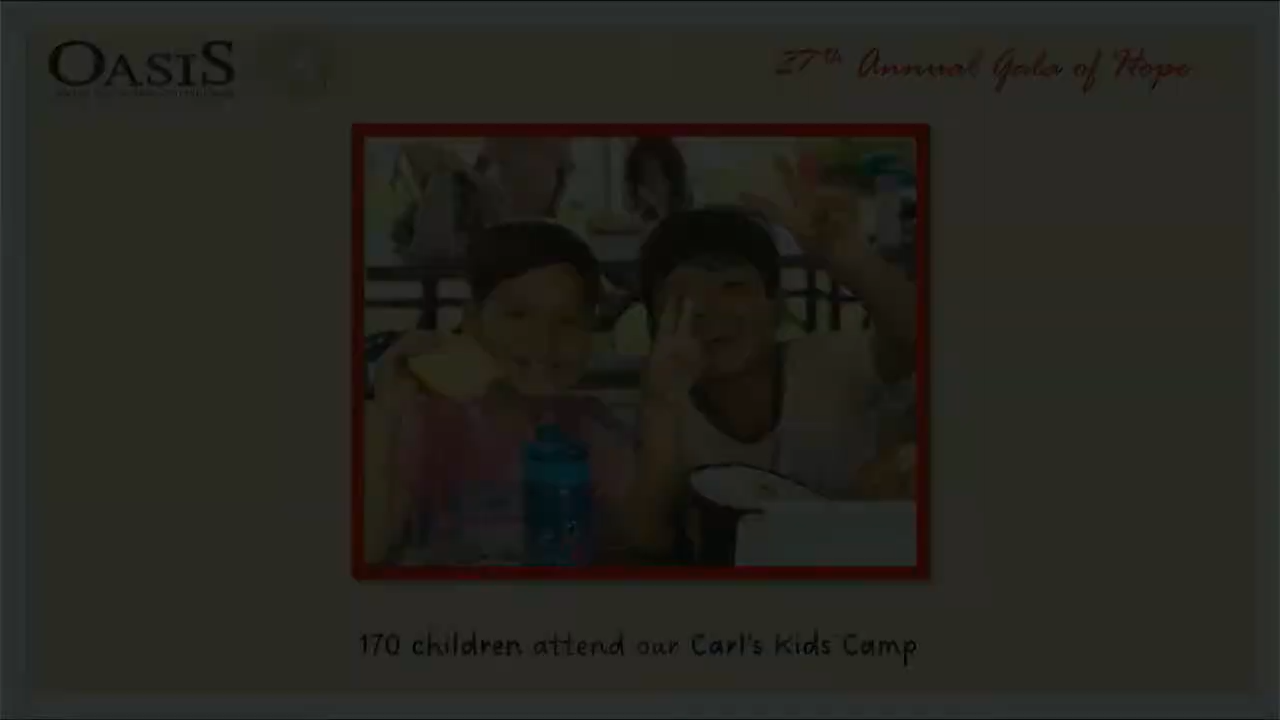 OASIS
27th Annual Gala of Hope
170 children attend our Carl's Kids Camp